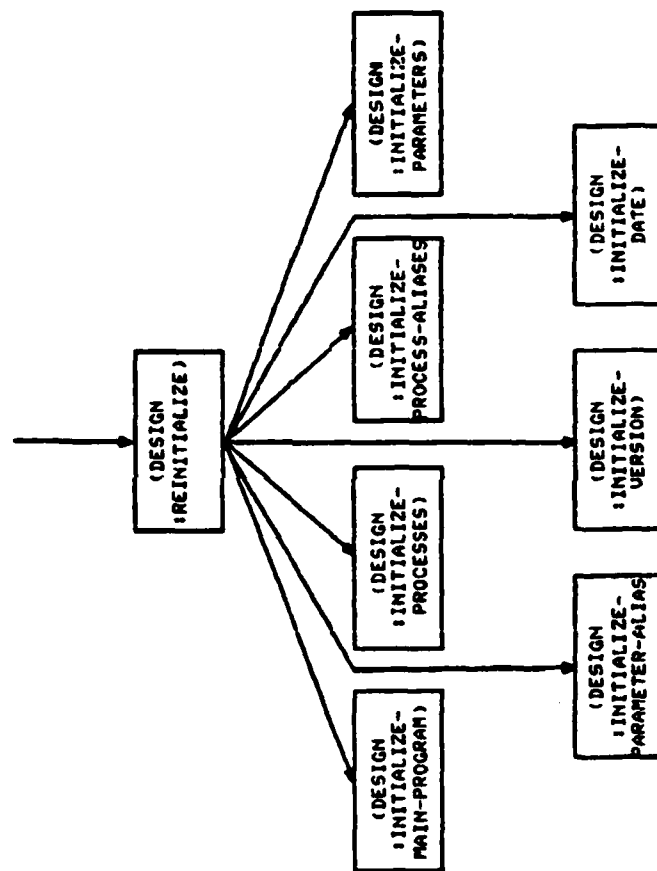 (DESIGN
:REINITIALIZE)
(DESIGN
:INITIALIZE-
MAIN-PROGRAM)
(DESIGN
:INITIALIZE-
PROCESSES)
(DESIGN
:INITIALIZE-
PROCESS-ALIASES
(DESIGN
:INITIALIZE-
PARAMETERS)
(DESIGN
:INITIALIZE-
PARAMETER-ALIAS
(DESIGN
:INITIALIZE-
VERSION)
(DESIGN
:INITIALIZE-
DATE)